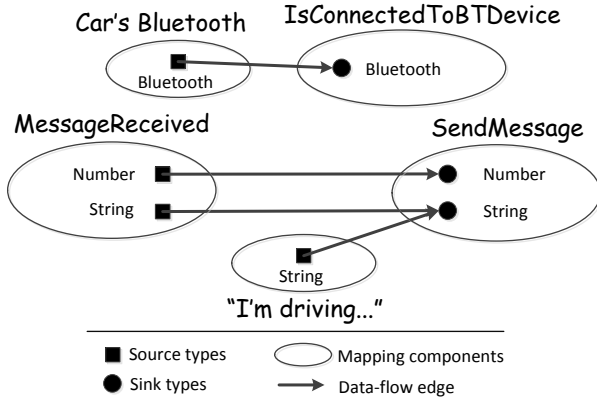 Car's Bluetooth
IsConnectedToBTDevice
Bluetooth
Bluetooth
MessageReceived
SendMessage
Number
Number
String
String
String
"I'm driving..."
Source types
Mapping components
Sink types
Data-flow edge